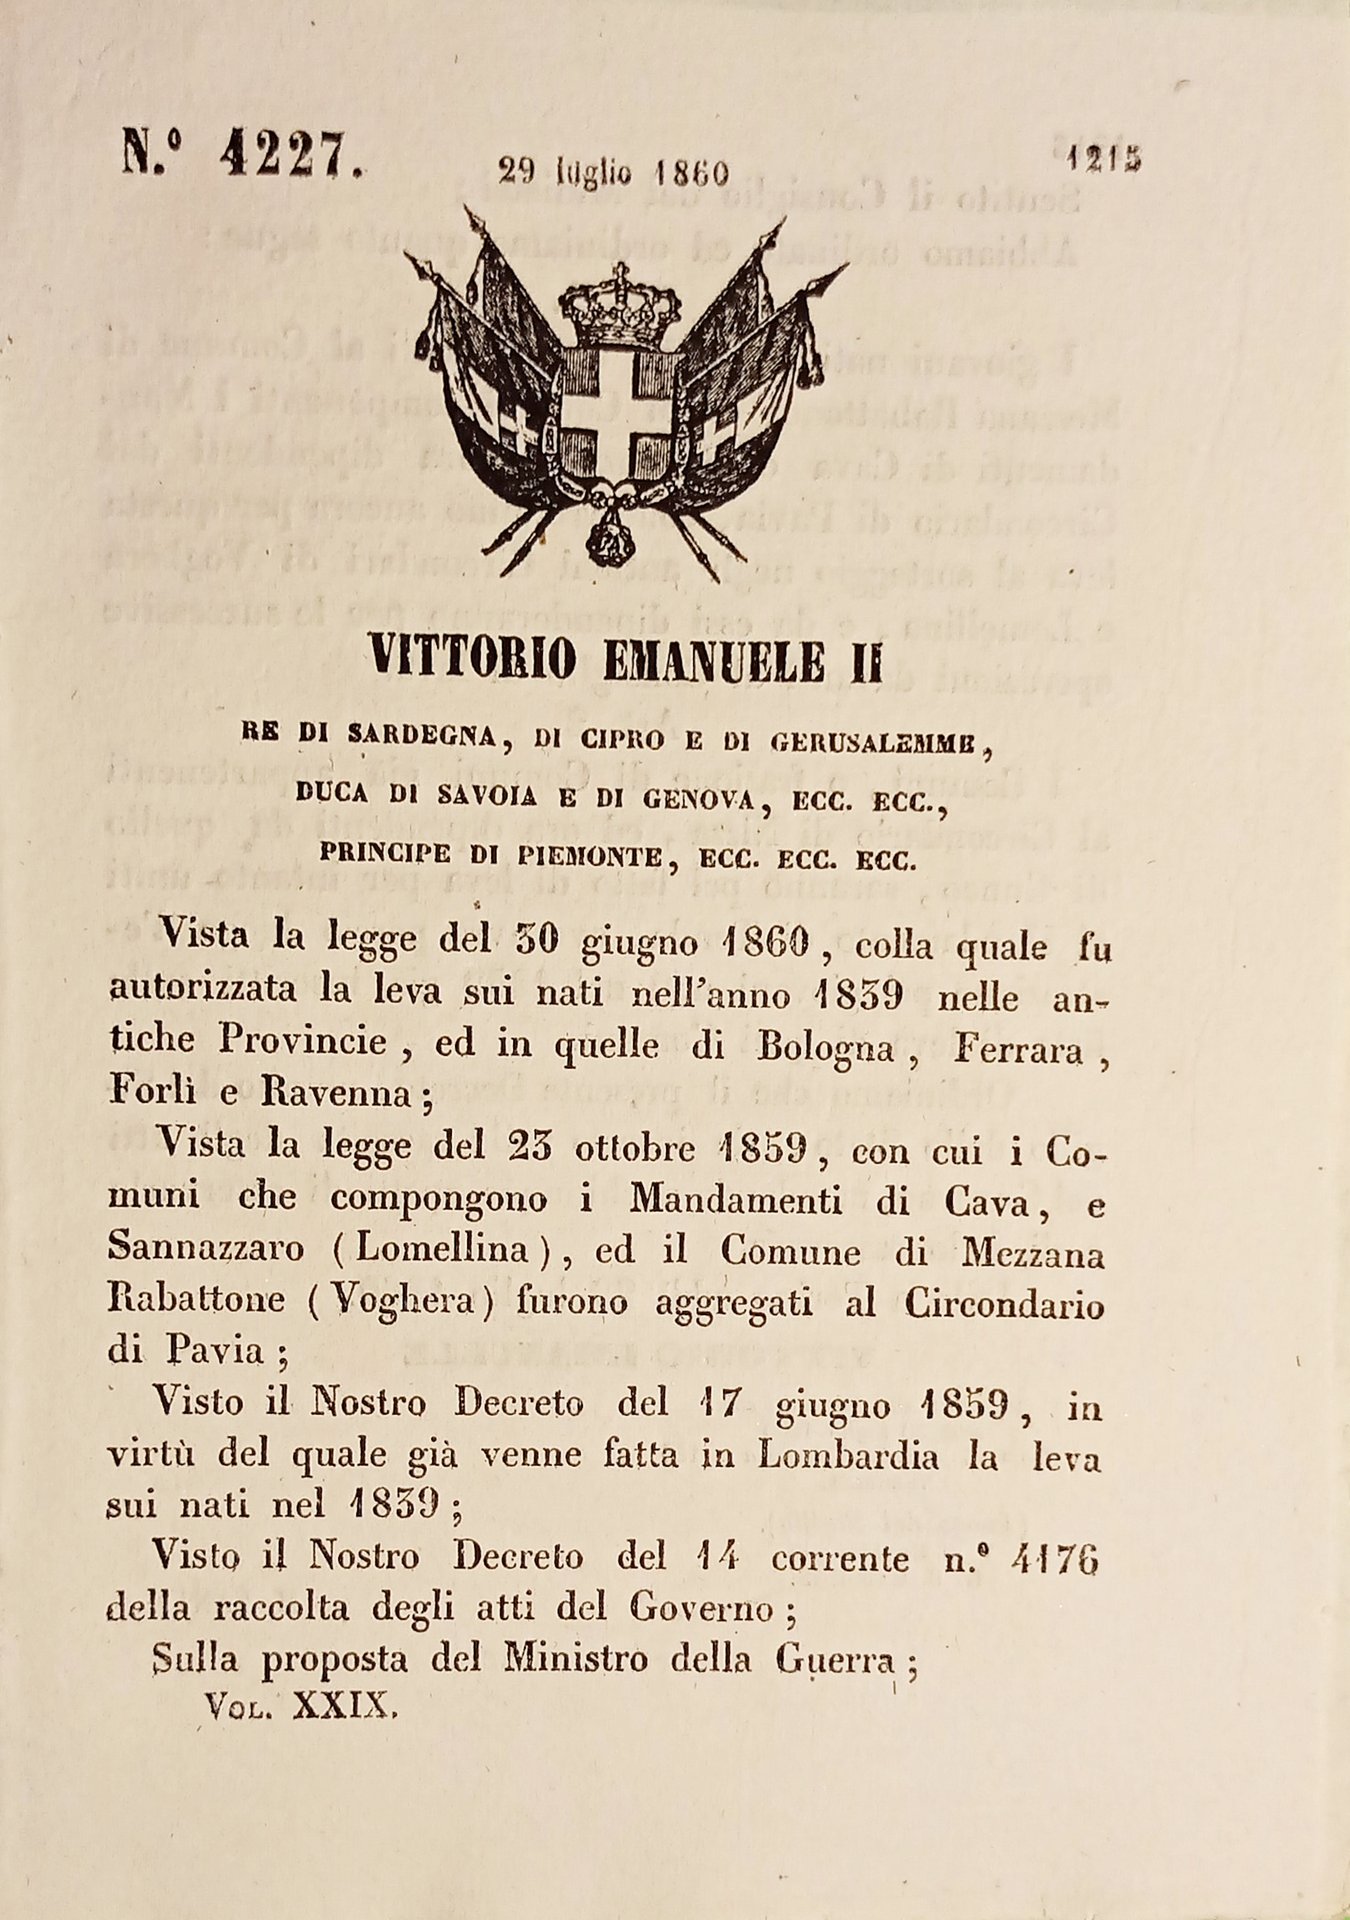 N.º 4227.
29 luglio 1860
1215
VITTORIO EMANUELE II
RE DI SARDEGNA, DI CIPRO E DI GERUSALEMME,
DUCA DI SAVOIA E DI GENOVA, ECC. ECC.,
PRINCIPE DI PIEMONTE, ECC. ECC. ECC.
Vista la legge del 30 giugno 1860, colla quale fu
autorizzata la leva sui nati nell'anno 1839 nelle an-
tiche Provincie, ed in quelle di Bologna, Ferrara,
Forlì e Ravenna;
Vista la legge del 23 ottobre 1859, con cui i Co-
muni che compongono i Mandamenti di Cava, e
Sannazzaro (Lomellina), ed il Comune di Mezzana
Rabattone (Voghera) furono aggregati al Circondario
di Pavia;
Visto il Nostro Decreto del 17 giugno 1859, in
virtù del quale già venne fatta in Lombardia la leva
sui nati nel 1839;
Visto il Nostro Decreto del 14 corrente n.º 4176
della raccolta degli atti del Governo;
Sulla proposta del Ministro della Guerra;
VOL. XXIX.